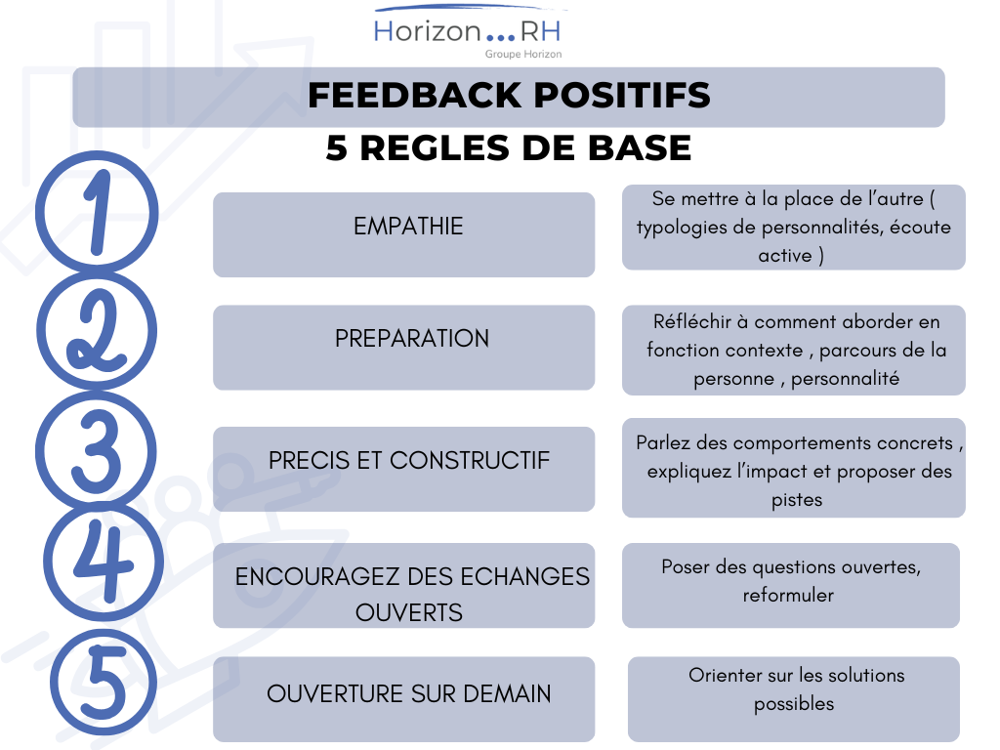 Horizon...RH
Groupe Horizon
FEEDBACK POSITIFS
5 REGLES DE BASE
1
EMPATHIE
Se mettre à la place de l’autre (
typologies de personnalités, écoute
active )
2
PREPARATION
Réfléchir à comment aborder en
fonction contexte , parcours de la
personne , personnalité
3
PRECIS ET CONSTRUCTIF
Parlez des comportements concrets ,
expliquez l’impact et proposer des
pistes
4
ENCOURAGEZ DES ECHANGES
OUVERTS
Poser des questions ouvertes,
reformuler
5
OUVERTURE SUR DEMAIN
Orienter sur les solutions
possibles